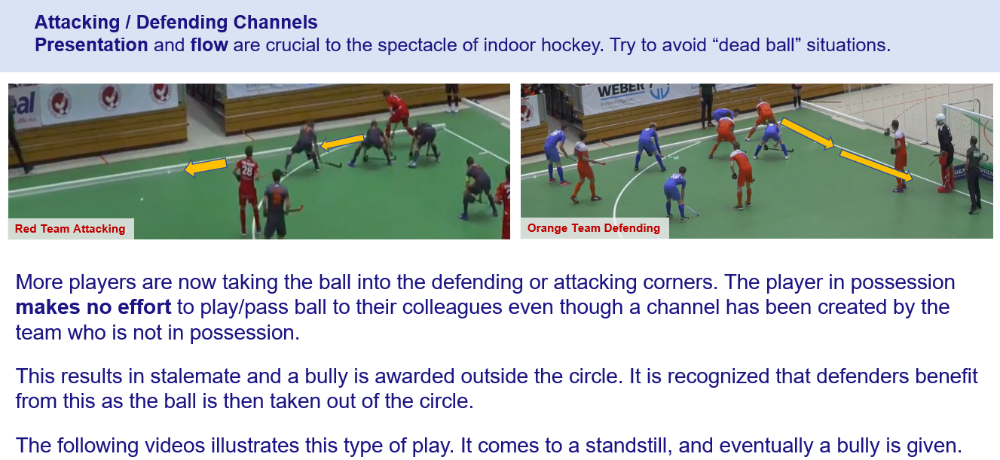 Attacking / Defending Channels
Presentation and flow are crucial to the spectacle of indoor hockey. Try to avoid “dead ball” situations.
eal
WEBER
28
Red Team Attacking
Orange Team Defending
More players are now taking the ball into the defending or attacking corners. The player in possession
makes no effort to play/pass ball to their colleagues even though a channel has been created by the
team who is not in possession.
This results in stalemate and a bully is awarded outside the circle. It is recognized that defenders benefit
from this as the ball is then taken out of the circle.
The following videos illustrates this type of play. It comes to a standstill, and eventually a bully is given.